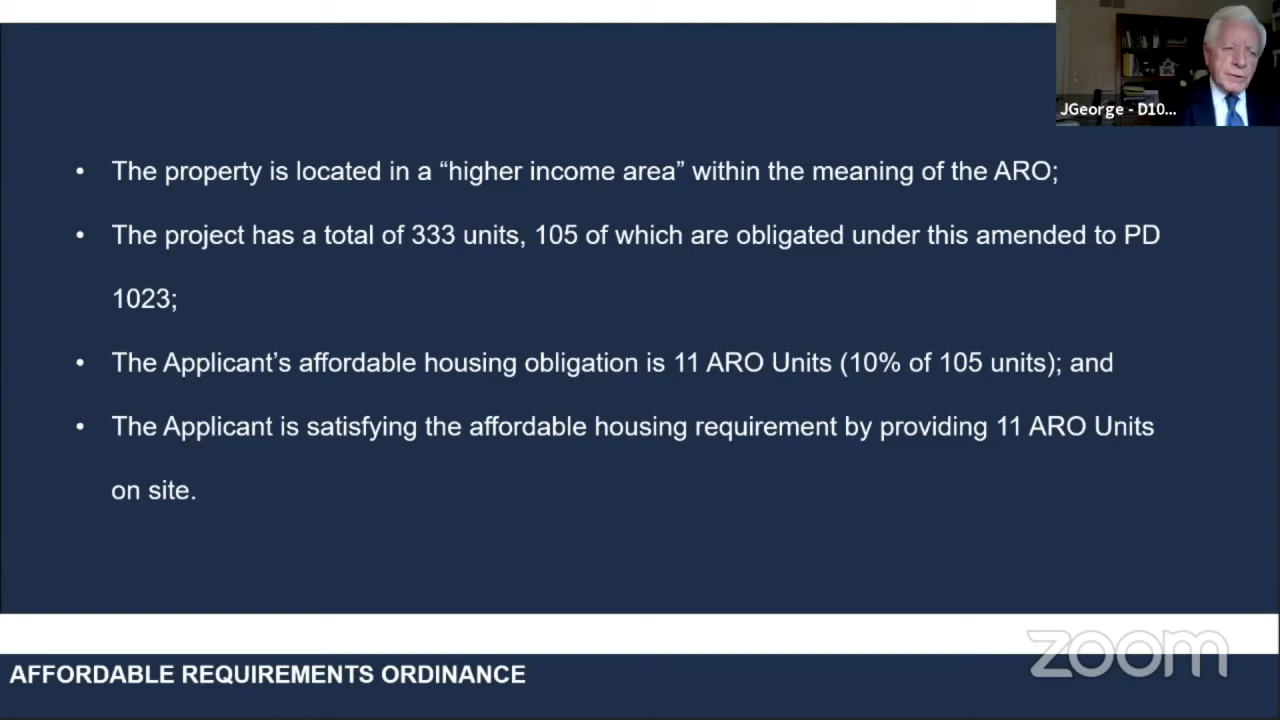 JGeorge - D10...
• The property is located in a “higher income area” within the meaning of the ARO;
• The project has a total of 333 units, 105 of which are obligated under this amended to PD
1023;
• The Applicant’s affordable housing obligation is 11 ARO Units (10% of 105 units); and
• The Applicant is satisfying the affordable housing requirement by providing 11 ARO Units
on site.
zoom
AFFORDABLE REQUIREMENTS ORDINANCE